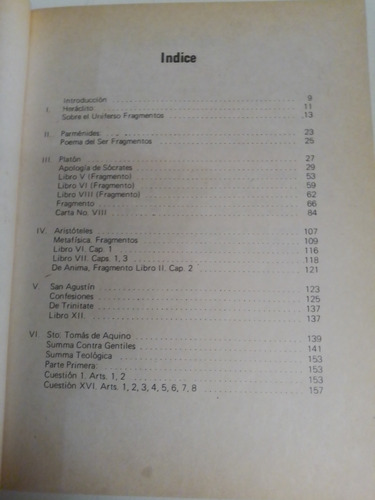 Indice
Introducción 9
I. Heráclito 11
Sobre el Universo Fragmentos 13
II. Parménides 23
Poema del Ser Fragmentos 25
III. Platón 27
Apología de Sócrates 29
Libro V (Fragmento) 53
Libro VI (Fragmento) 59
Libro VIII (Fragmento) 62
Fragmento 66
Carta No. VIII 84
IV. Aristóteles 107
Metafísica. Fragmentos 109
Libro VI. Cap. 1 116
Libro VII. Caps. 1, 3 118
De Anima, Fragmento Libro II. Cap. 2 121
V. San Agustín 123
Confesiones 125
De Trinitate 137
Libro XII. 137
VI. Sto. Tomás de Aquino 139
Summa Contra Gentiles 141
Summa Teológica 153
Parte Primera: 153
Cuestión 1. Arts. 1, 2 153
Cuestión XVI. Arts. 1, 2, 3, 4, 5, 6, 7, 8 157